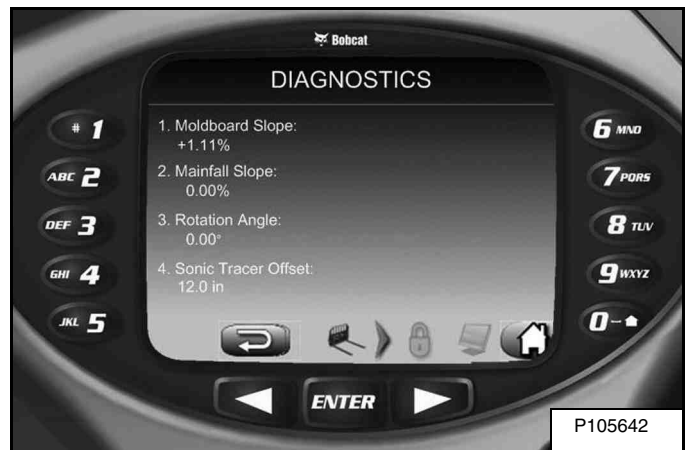 Bobcat
DIAGNOSTICS
1. Moldboard Slope:
+1.11%
2. Mainfall Slope:
0.00%
3. Rotation Angle:
0.00°
4. Sonic Tracer Offset:
12.0 in
# 1
ABC 2
DEF 3
GHI 4
JKL 5
6 MNO
7 PQRS
8 TUV
9 WXYZ
0 -
ENTER
P105642